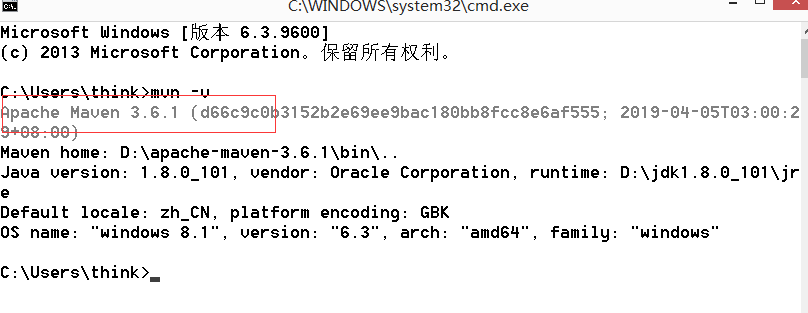 C:\WINDOWS\system32\cmd.exe
Microsoft Windows [版本 6.3.9600]
(c) 2013 Microsoft Corporation。保留所有权利。
C:\Users\think>mvn -v
Apache Maven 3.6.1 (d66c9c0b3152b2e69ee9bac180bb8fcc8e6af555; 2019-04-05T03:00:2
9+08:00)
Maven home: D:\apache-maven-3.6.1\bin\..
Java version: 1.8.0_101, vendor: Oracle Corporation, runtime: D:\jdk1.8.0_101\jr
e
Default locale: zh_CN, platform encoding: GBK
OS name: "windows 8.1", version: "6.3", arch: "amd64", family: "windows"
C:\Users\think>